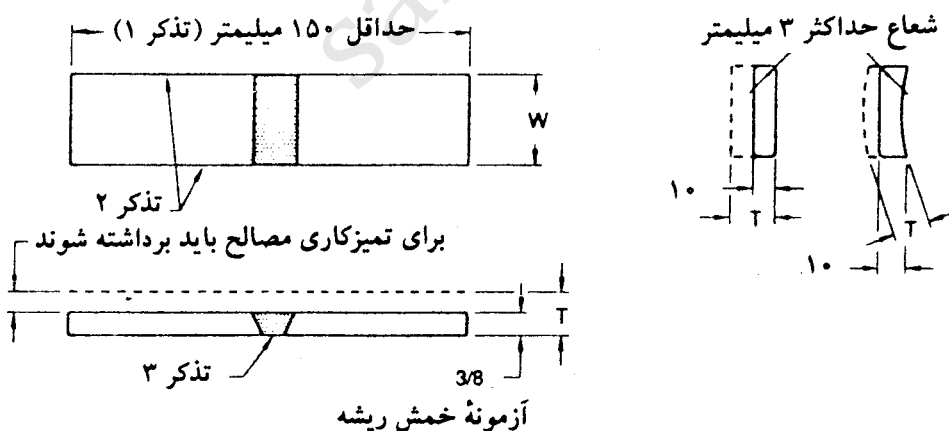 حداقل ۱۵۰ میلیمتر (تذکر ۱)
شعاع حداکثر ۳ میلیمتر
W
تذکر ۲
۱۰
T
T
۱۰
برای تمیزکاری مصالح باید برداشته شوند
T
تذکر ۳
3/8
آزمونهٔ خمش ریشه